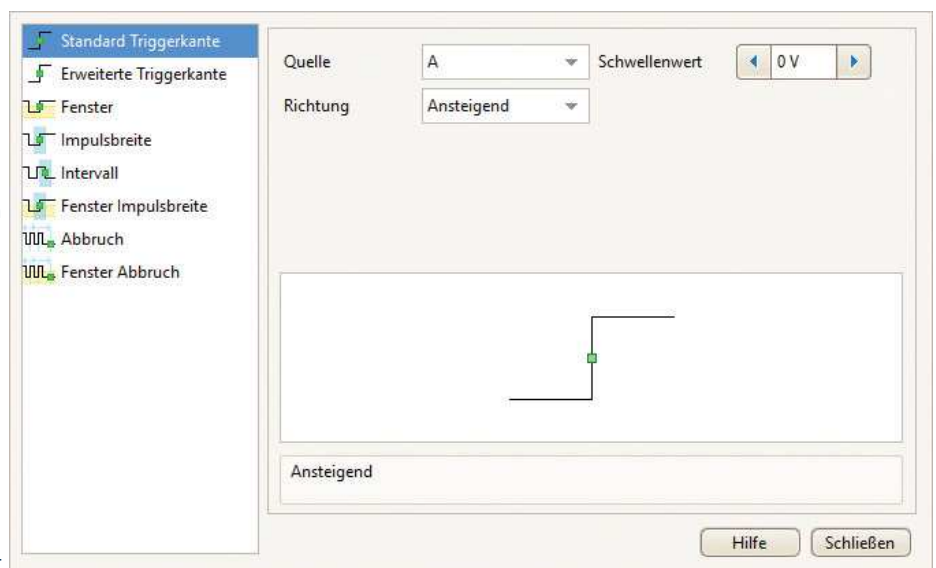 Standard Triggerkante
Erweiterte Triggerkante
Fenster
Impulsbreite
Intervall
Fenster Impulsbreite
Abbruch
Fenster Abbruch
Quelle A Schwellenwert 0 V
Richtung Ansteigend
Ansteigend
Hilfe Schließen